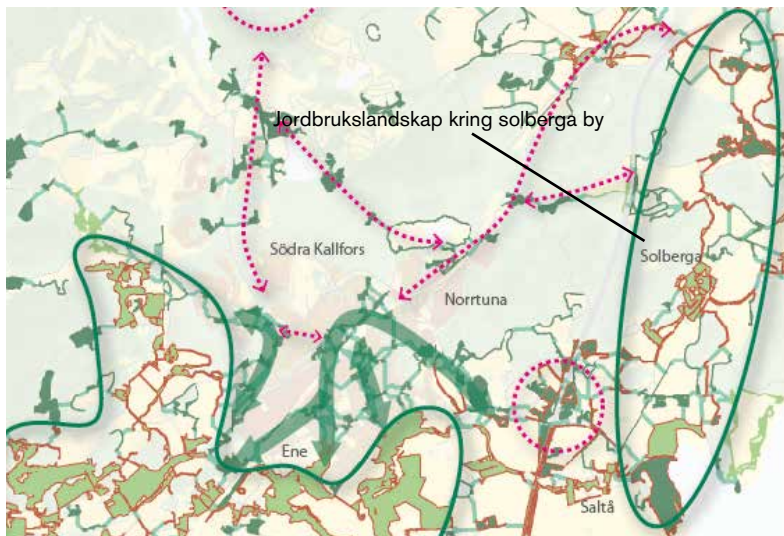 Jordbrukslandskap kring solberga by
Södra Kallfors
Solberga
Norrtuna
Ene
Saltå